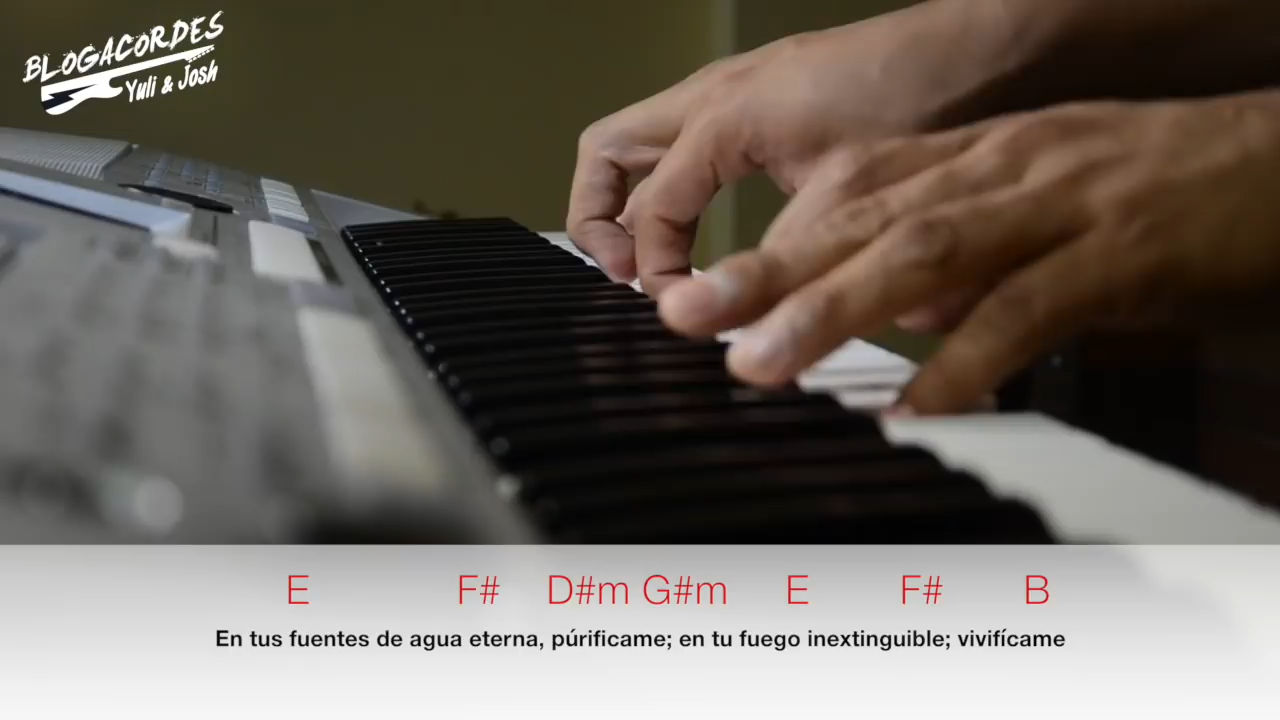 BLOGACORDES
Yuli & Josh
E F# D#m G#m E F# B
En tus fuentes de agua eterna, púrificame; en tu fuego inextinguible; vivifícame